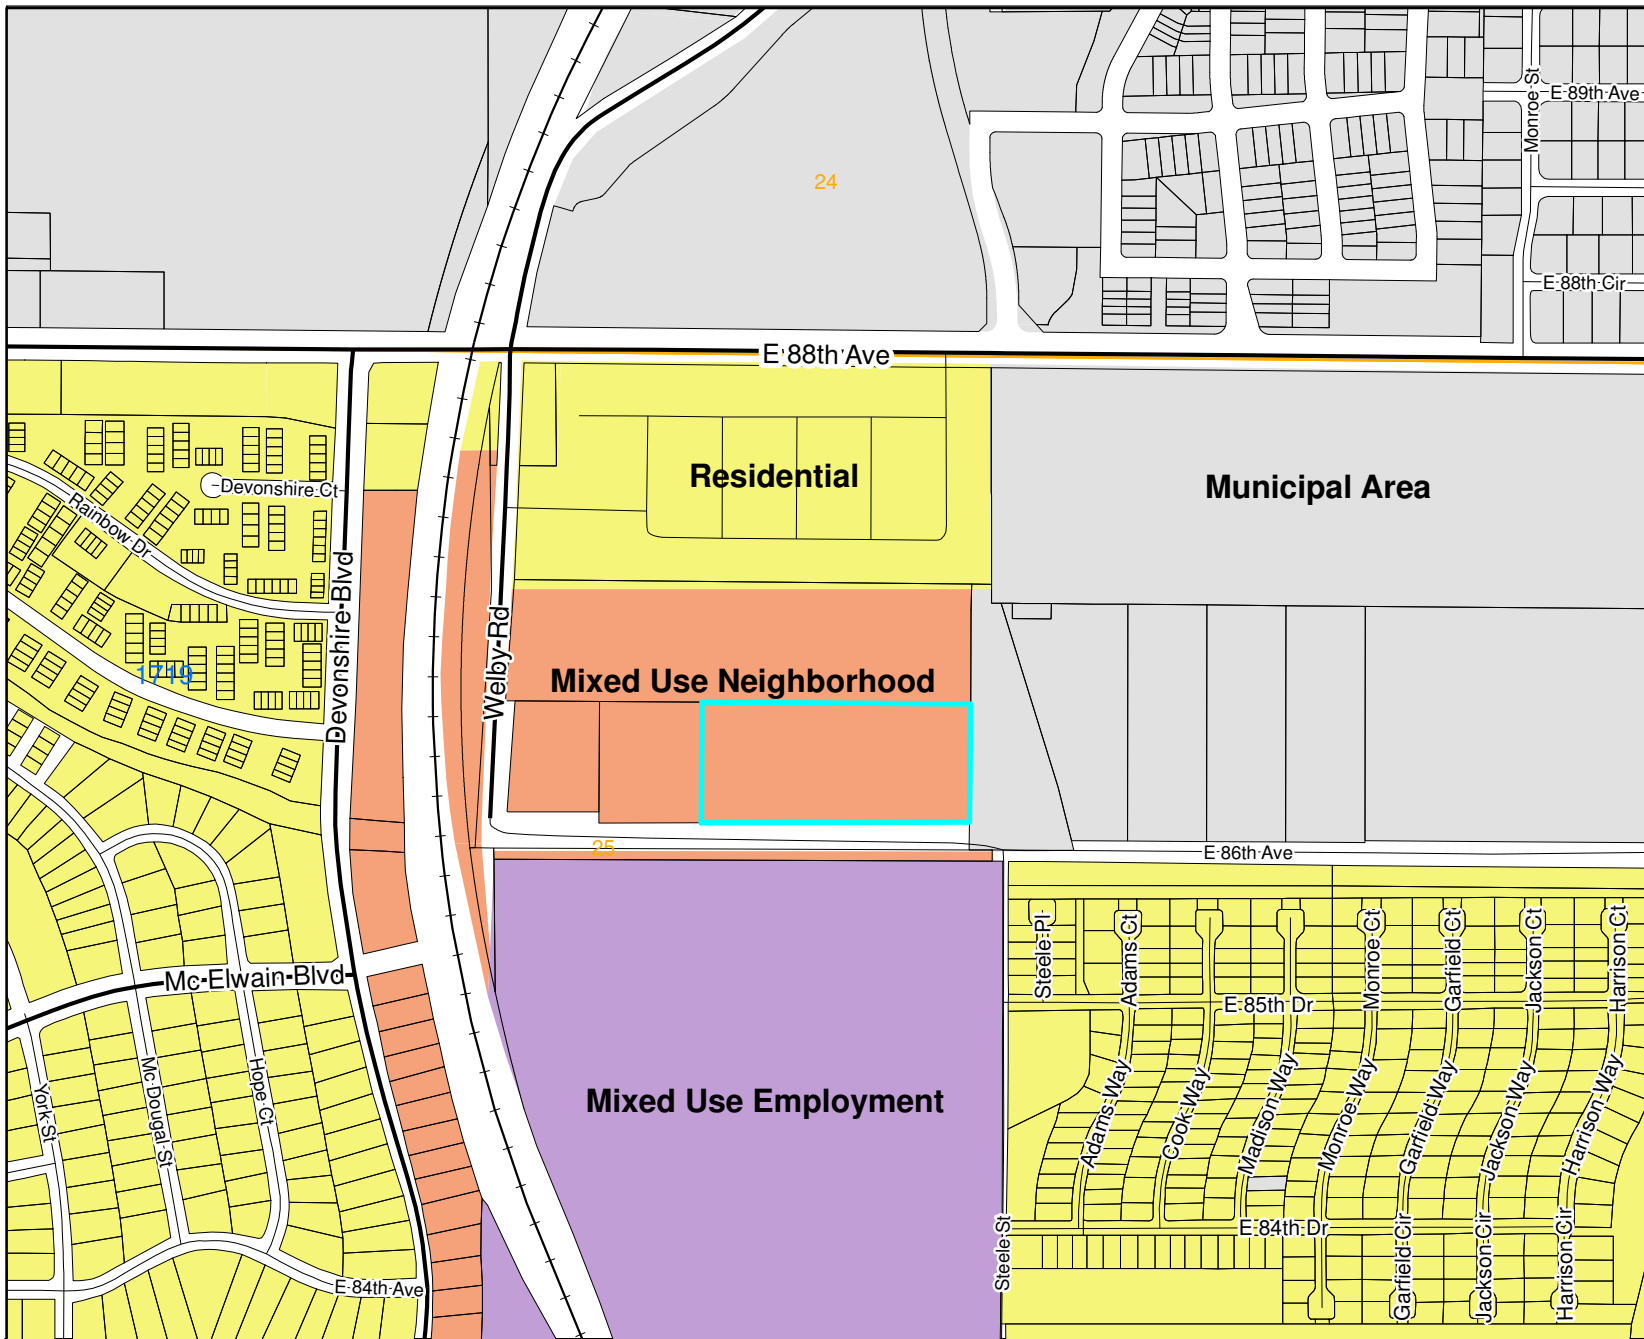 E 89th Ave
Monroe St
24
E 88th Cir
E 88th Ave
Residential
Municipal Area
Devonshire Ct
Rainbow Dr
Devonshire Blvd
Welby Rd
1719
Mixed Use Neighborhood
25
E 86th Ave
Steele Pl
Adams Ct
Monroe Ct
Garfield Ct
Jackson Ct
Harrison Ct
Mc Elwain Blvd
E 85th Dr
York St
Mc Dougal St
Hope Ct
Mixed Use Employment
Adams Way
Cook Way
Madison Way
Monroe Way
Garfield Way
Jackson Way
Harrison Way
E 84th Dr
Steele St
Garfield Cir
Jackson Cir
Harrison Cir
E 84th Ave